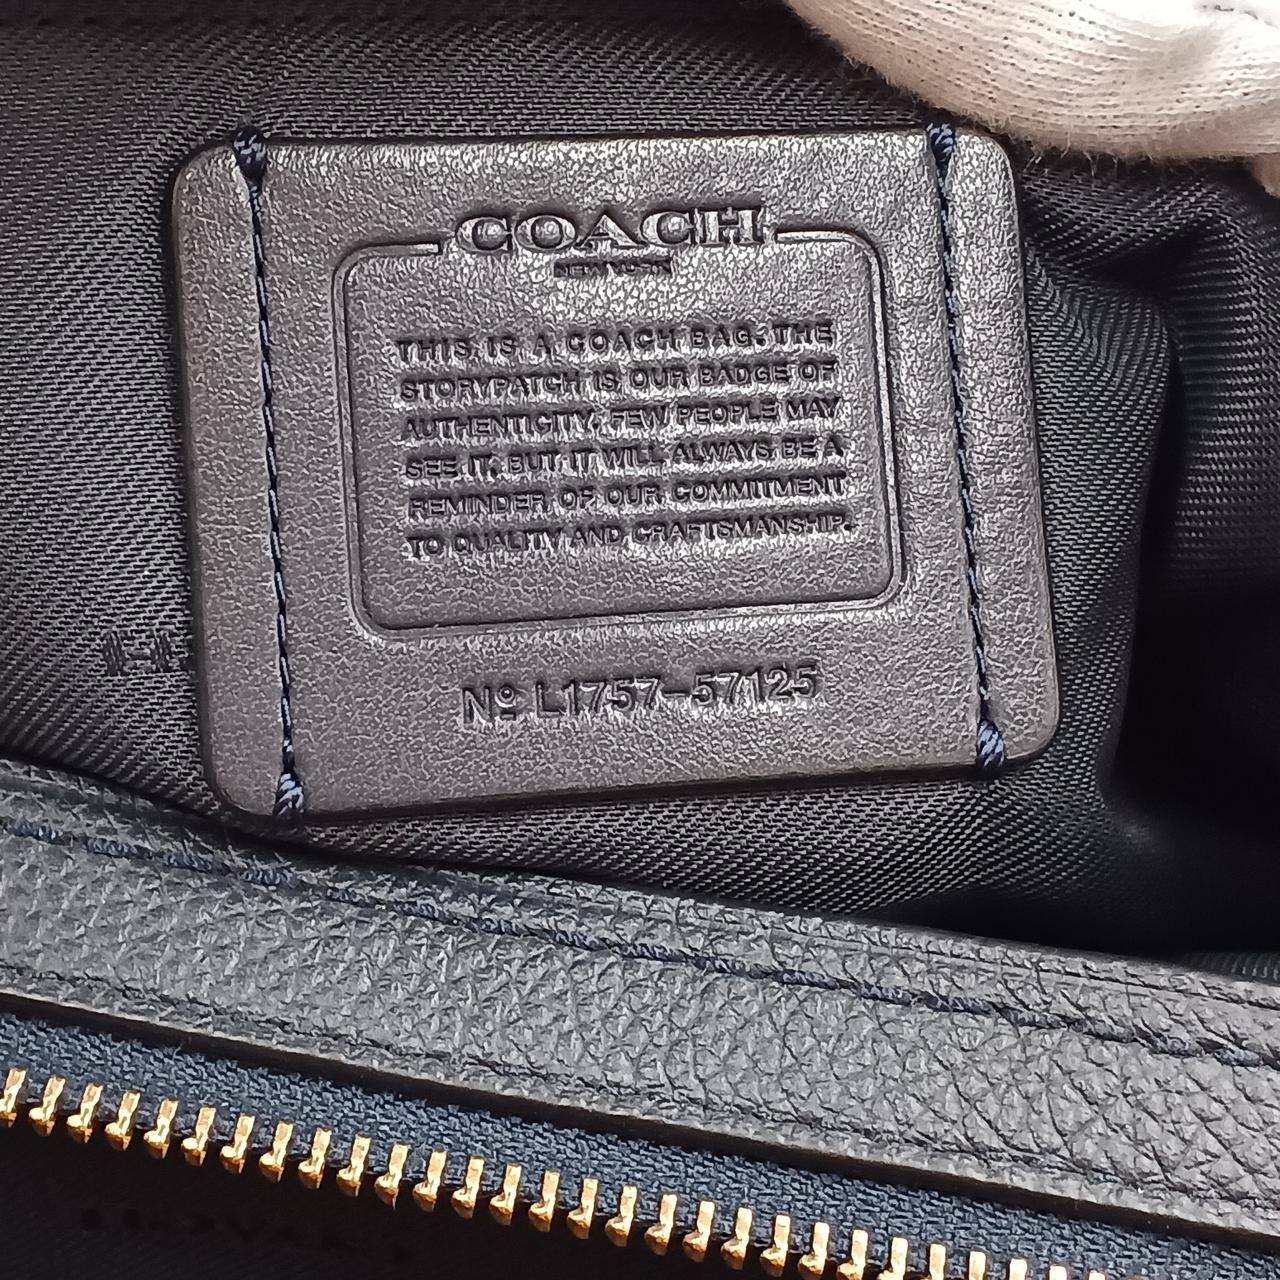 COACH
NEW YORK
THIS IS A COACH BAG. THE
STORYPATCH IS OUR BADGE OF
AUTHENTICITY. FEW PEOPLE MAY
SEE IT, BUT IT WILL ALWAYS BE A
REMINDER OF OUR COMMITMENT
TO QUALITY AND CRAFTSMANSHIP.
Nº L1757-57125